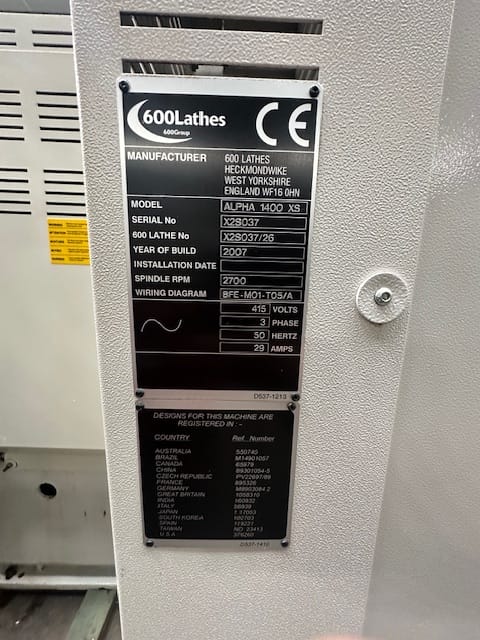 600Lathes
600Group
CE
MANUFACTURER 600 LATHES
HECKMONDWIKE
WEST YORKSHIRE
ENGLAND WF16 0HN
MODEL ALPHA 1400 XS
SERIAL No X2S037
600 LATHE No X2S037/26
YEAR OF BUILD 2007
INSTALLATION DATE
SPINDLE RPM 2700
WIRING DIAGRAM BFE-M01-T05/A
415 VOLTS
3 PHASE
50 HERTZ
29 AMPS
D537-1213
DESIGNS FOR THIS MACHINE ARE
REGISTERED IN :-
COUNTRY Ref. Number
AUSTRALIA
BRAZIL M14901057
CANADA 65979
CHINA
CZECH REPUBLIC
FRANCE
GERMANY
GREAT BRITAIN 1058310
INDIA 160932
ITALY 56939
JAPAN
SOUTH KOREA
SPAIN
TAIWAN
U.S.A 376260
D537-1410